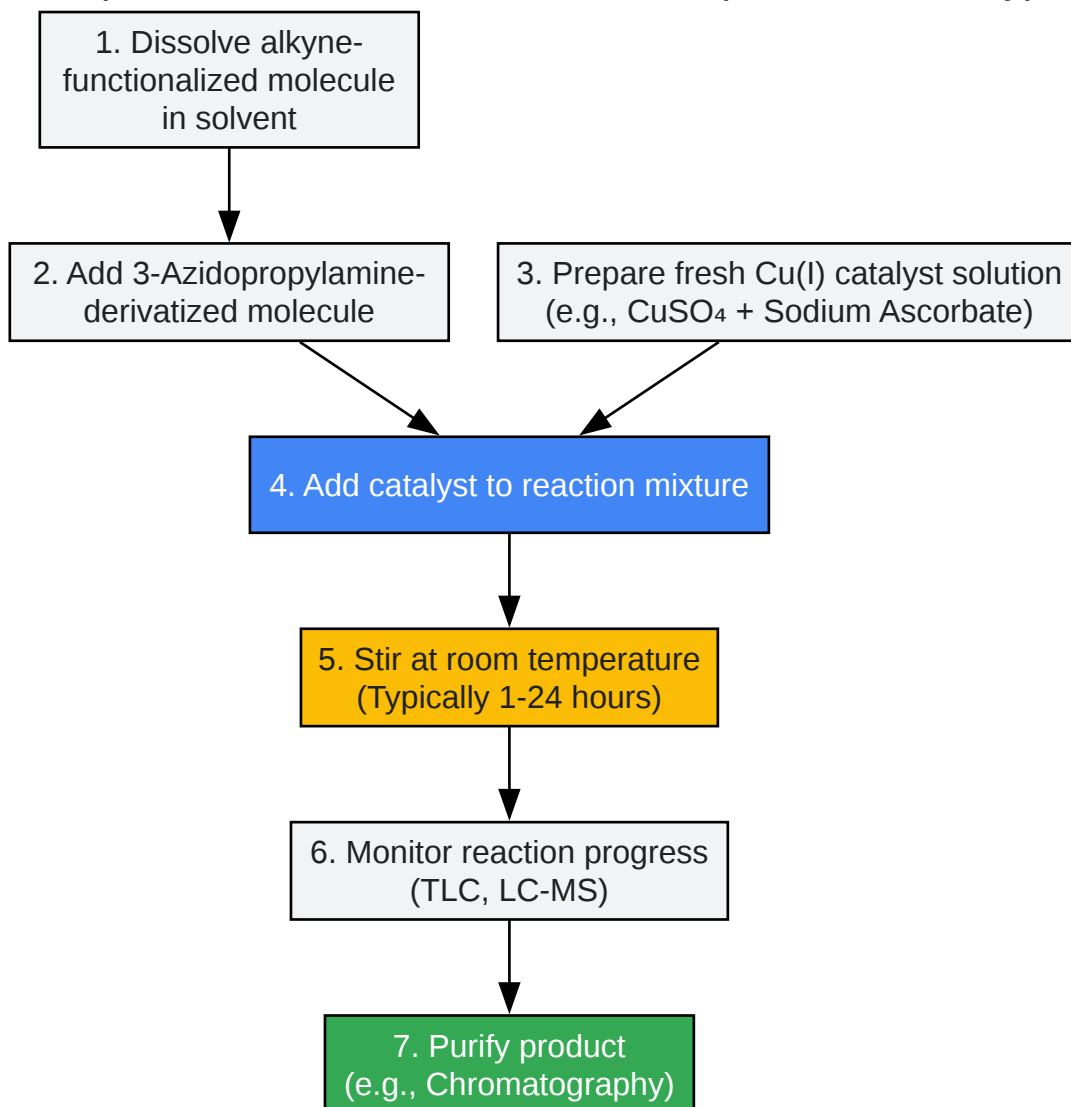 1. Dissolve alkyne-
functionalized molecule
in solvent
2. Add 3-Azidopropylamine-
derivatized molecule
3. Prepare fresh Cu(I) catalyst solution
(e.g., CuSO₄ + Sodium Ascorbate)
4. Add catalyst to reaction mixture
5. Stir at room temperature
(Typically 1-24 hours)
6. Monitor reaction progress
(TLC, LC-MS)
7. Purify product
(e.g., Chromatography)